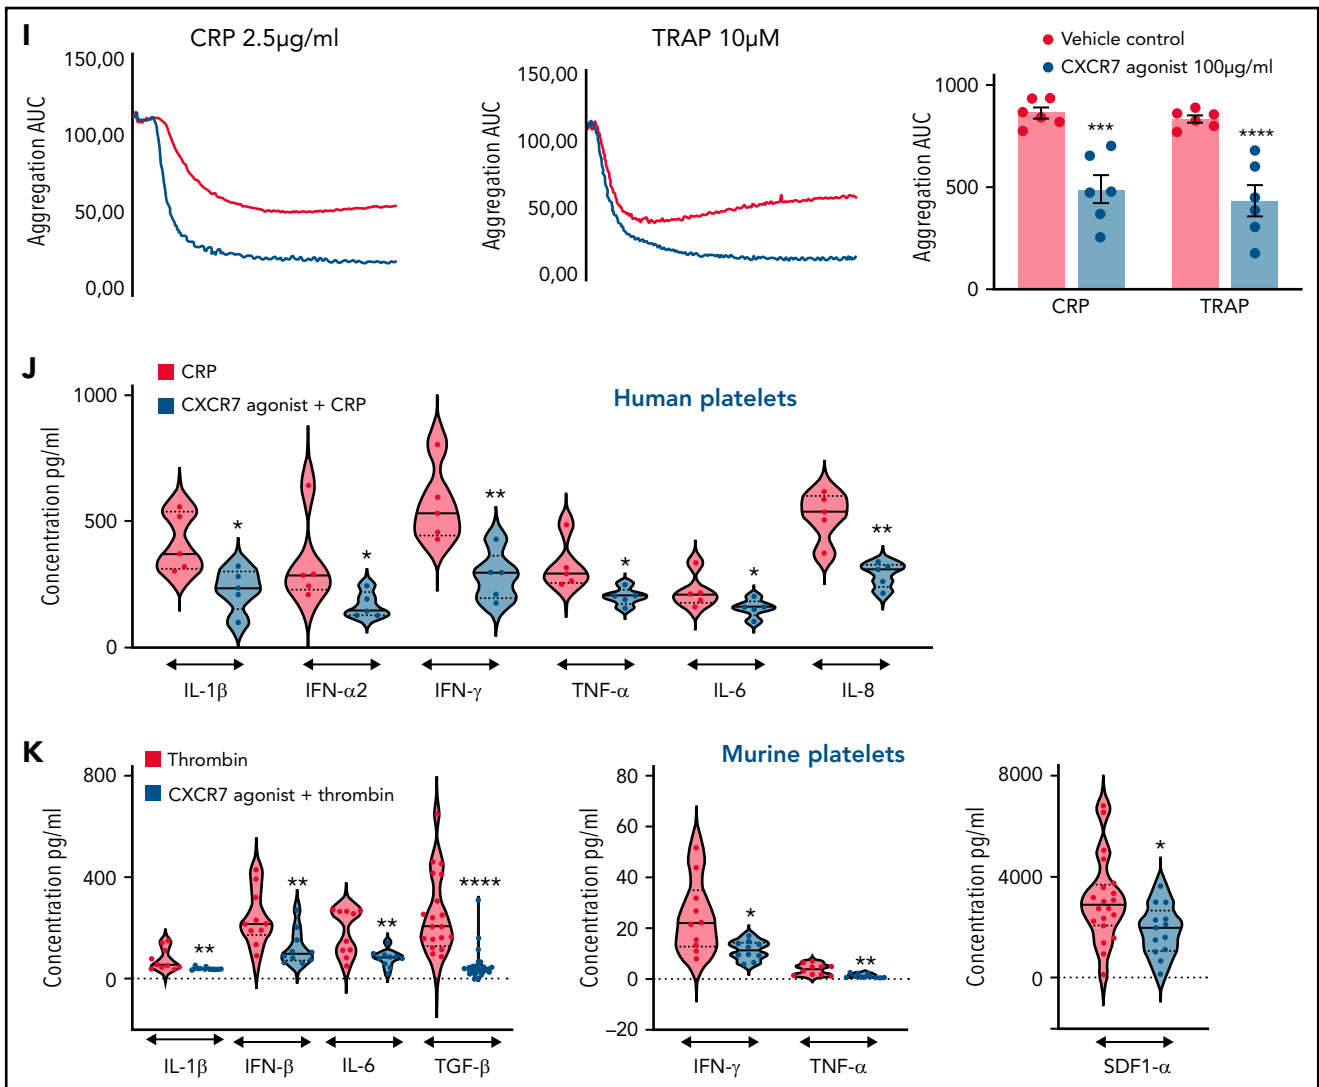 I
CRP 2.5µg/ml
TRAP 10µM
Vehicle control
CXCR7 agonist 100µg/ml
Aggregation AUC
150,00
100,00
50,00
0,00
Aggregation AUC
150,00
100,00
50,00
0,00
Aggregation AUC
1000
500
0
***
****
CRP
TRAP
J
CRP
CXCR7 agonist + CRP
Human platelets
Concentration pg/ml
1000
500
0
*
*
**
*
*
**
IL-1β
IFN-α2
IFN-γ
TNF-α
IL-6
IL-8
K
Thrombin
CXCR7 agonist + thrombin
Murine platelets
Concentration pg/ml
800
400
0
**
**
**
****
IL-1β
IFN-β
IL-6
TGF-β
Concentration pg/ml
80
60
40
20
0
–20
*
**
IFN-γ
TNF-α
Concentration pg/ml
8000
4000
0
*
SDF1-α